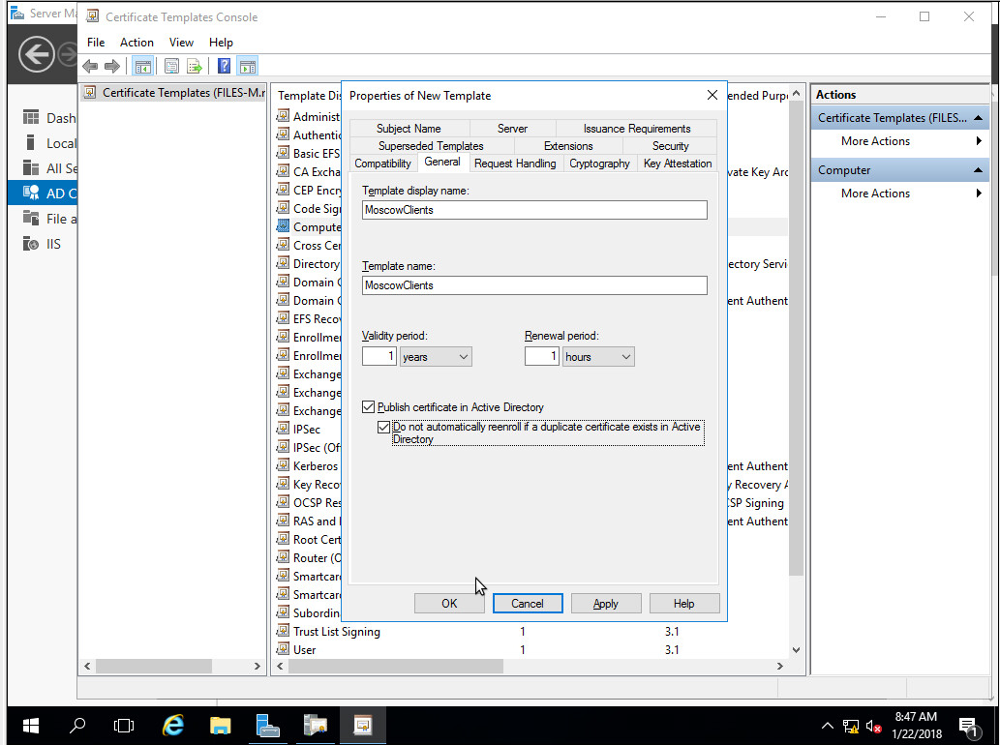 Server Ma
Certificate Templates Console
File Action View Help
Certificate Templates (FILES-M.r
Template Dis
ended Purpo
Actions
Dash
Local
All Se
AD C
File a
IIS
Administ
Authentic
Basic EFS
CA Excha
vate Key Arc
CEP Encry
Code Sign
Compute
Cross Cer
Directory
ectory Servi
Domain C
Domain C
ent Authent
EFS Recov
Enrollmen
Enrollmen
Exchange
Exchange
Exchange
IPSec
IPSec (Off
Kerberos
ent Authent
Key Recov
y Recovery A
OCSP Res
CSP Signing
RAS and I
ent Authent
Root Cert
Router (O
Smartcar
Smartcar
Subordin
Trust List Signing 1 3.1
User 1 3.1
Properties of New Template
Subject Name Server Issuance Requirements
Superseded Templates Extensions Security
Compatibility General Request Handling Cryptography Key Attestation
Template display name:
MoscowClients
Template name:
MoscowClients
Validity period: Renewal period:
1 years 1 hours
Publish certificate in Active Directory
Do not automatically reenroll if a duplicate certificate exists in Active
Directory
OK Cancel Apply Help
Certificate Templates (FILES...
More Actions
Computer
More Actions
8:47 AM
1/22/2018
1